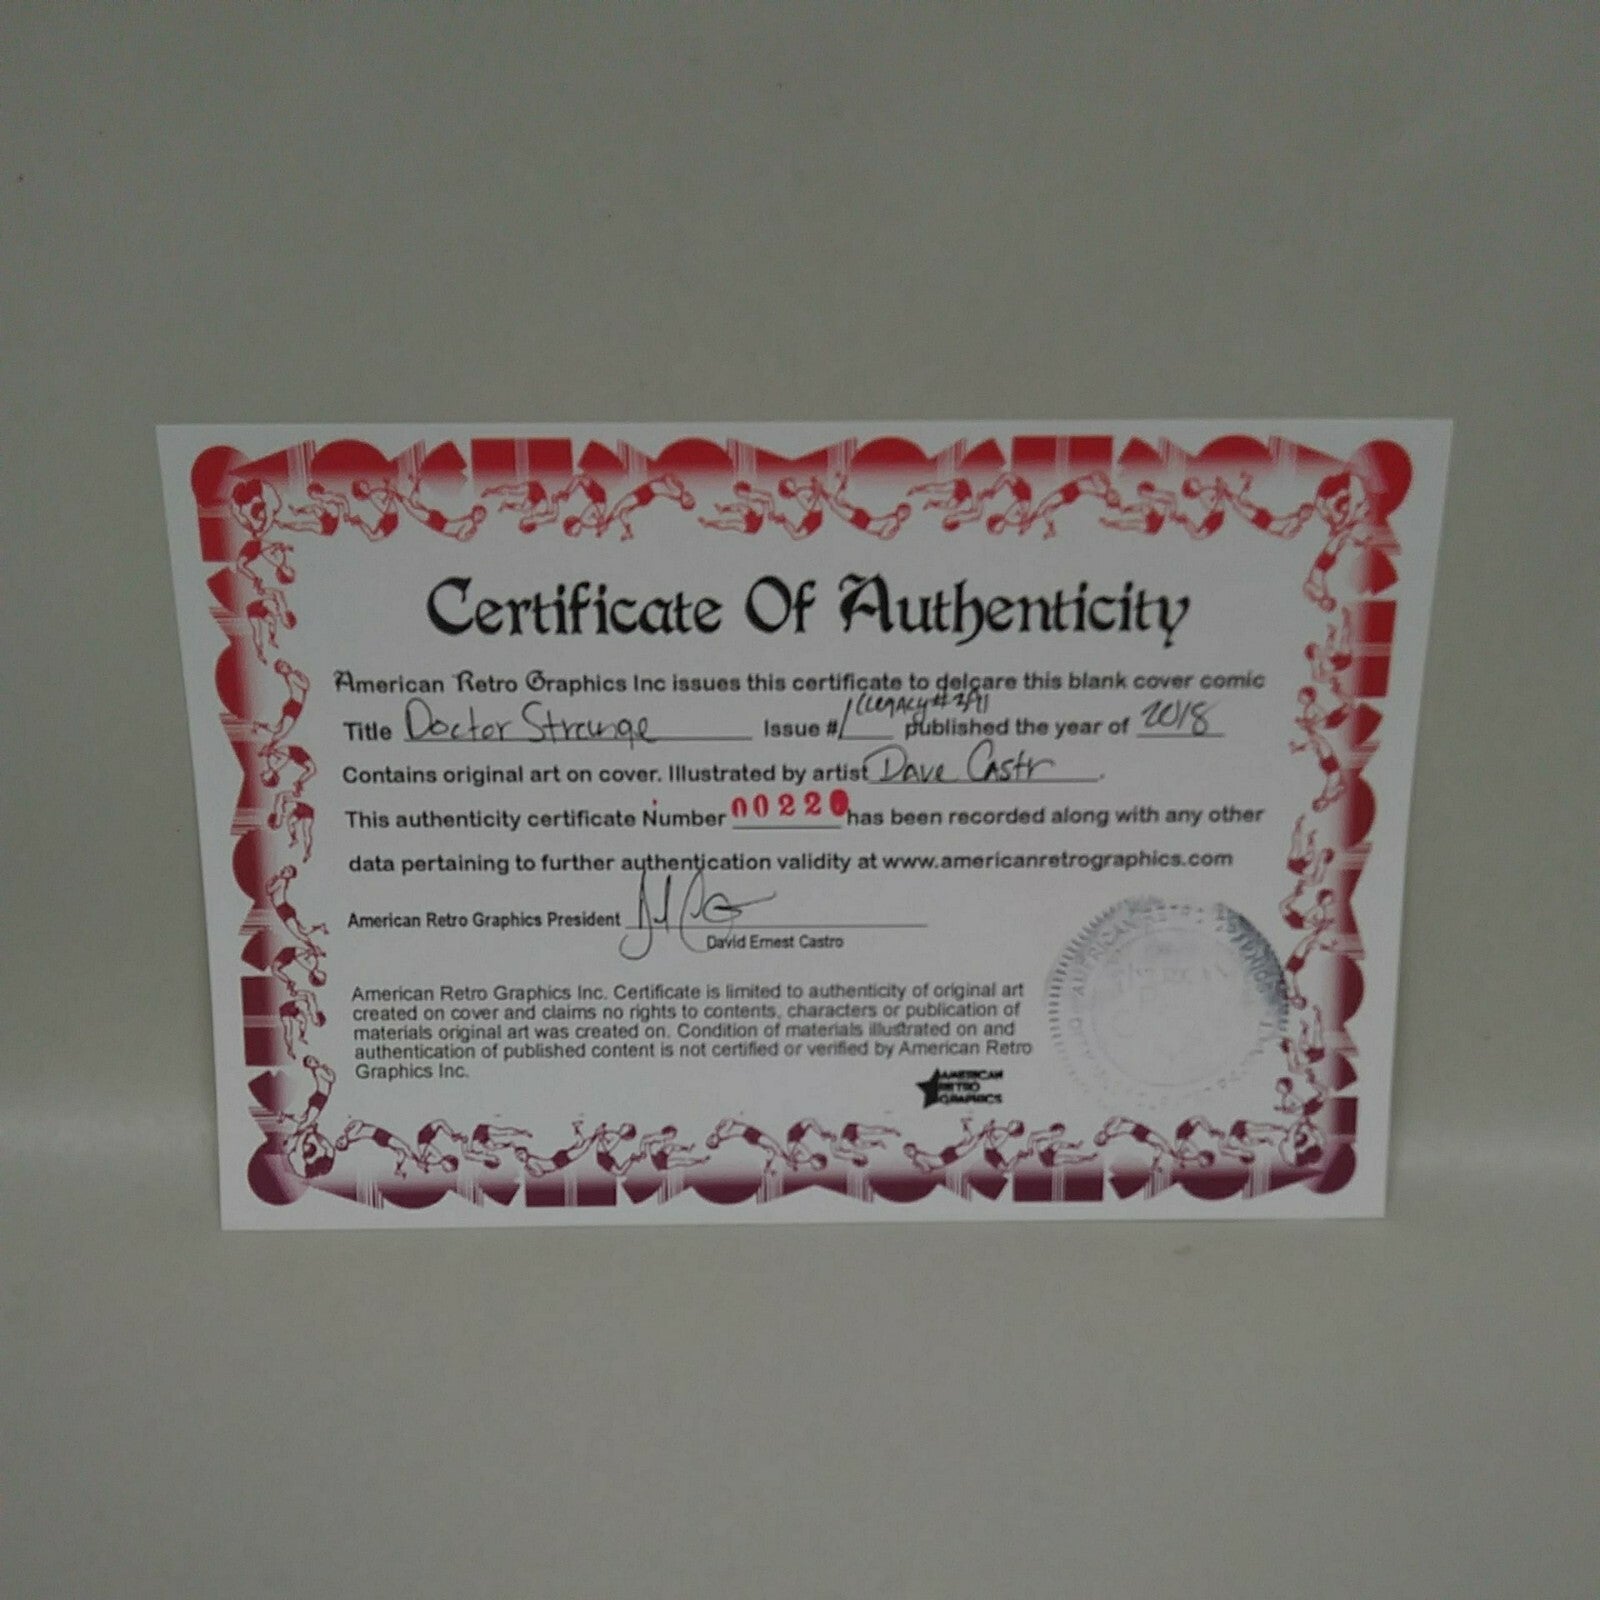 Certificate Of Authenticity
American Retro Graphics Inc issues this certificate to delcare this blank cover comic
(LEGACY #391)
Title Doctor Strange Issue #1 published the year of 2018
Contains original art on cover. Illustrated by artist Dave Castr.
This authenticity certificate Number 0022 has been recorded along with any other
data pertaining to further authentication validity at www.americanretrographics.com
American Retro Graphics President
David Ernest Castro
American Retro Graphics Inc. Certificate is limited to authenticity of original art
created on cover and claims no rights to contents, characters or publication of
materials original art was created on. Condition of materials illustrated on and
authentication of published content is not certified or verified by American Retro
Graphics Inc.
AMERICAN
RETRO
GRAPHICS